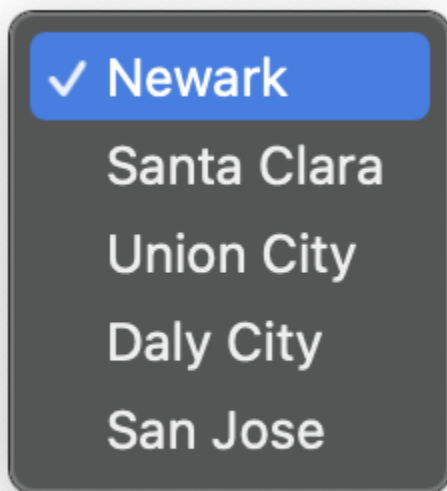 Newark
Santa Clara
Union City
Daly City
San Jose